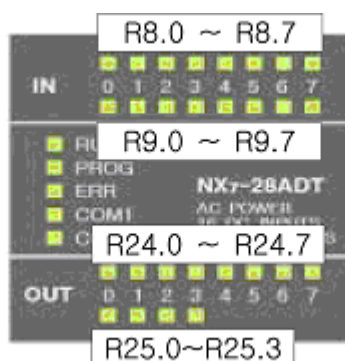 R8.0 ~ R8.7
IN
0 1 2 3 4 5 6 7
R9.0 ~ R9.7
PROG
ERR
NX7-28ADT
COM1
AC POWER
R24.0 ~ R24.7
OUT
0 1 2 3 4 5 6 7
R25.0~R25.3